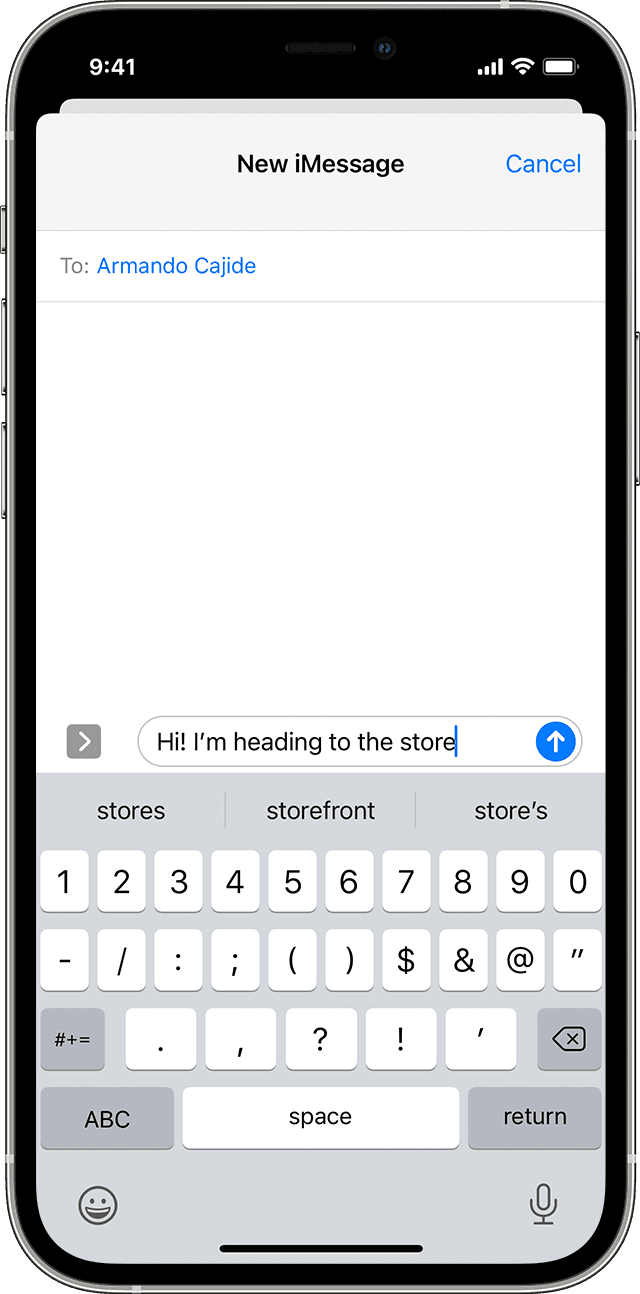 9:41
New iMessage Cancel
To: Armando Cajide
Hi! I’m heading to the store
stores storefront store’s
1 2 3 4 5 6 7 8 9 0
- / : ; ( ) $ & @ ”
#+= . , ? ! ’
ABC space return